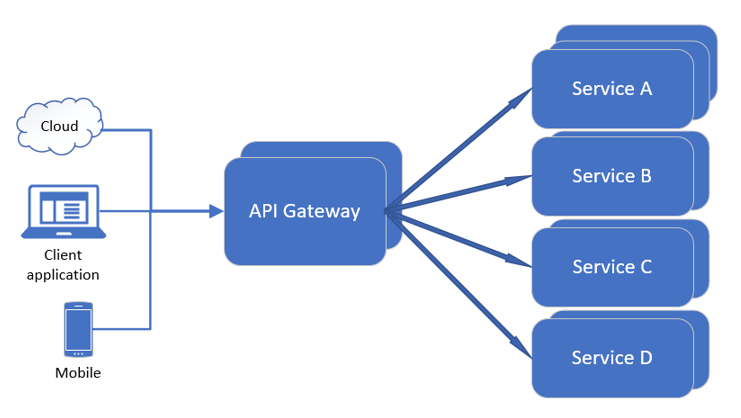 Cloud
Client
application
Mobile
API Gateway
Service A
Service B
Service C
Service D